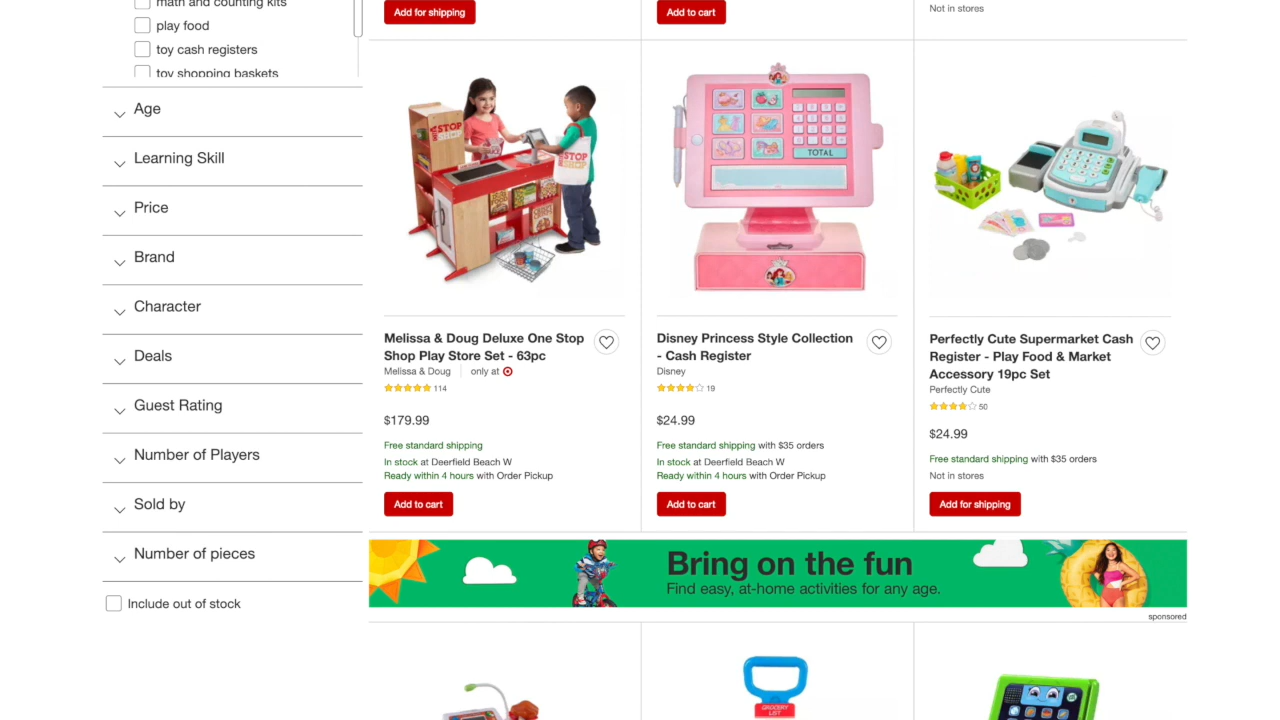 math and counting kits
play food
toy cash registers
toy shopping baskets
Age
Learning Skill
Price
Brand
Character
Deals
Guest Rating
Number of Players
Sold by
Number of pieces
Include out of stock
Add for shipping
Add to cart
Not in stores
STOP
STOP
TOTAL
Melissa & Doug Deluxe One Stop
Shop Play Store Set - 63pc
Melissa & Doug
only at
114
$179.99
Free standard shipping
In stock at Deerfield Beach W
Ready within 4 hours with Order Pickup
Add to cart
Disney Princess Style Collection
- Cash Register
Disney
19
$24.99
Free standard shipping with $35 orders
In stock at Deerfield Beach W
Ready within 4 hours with Order Pickup
Add to cart
Perfectly Cute Supermarket Cash
Register - Play Food & Market
Accessory 19pc Set
Perfectly Cute
50
$24.99
Free standard shipping with $35 orders
Not in stores
Add for shipping
Bring on the fun
Find easy, at-home activities for any age.
sponsored
GROCERY
LIST